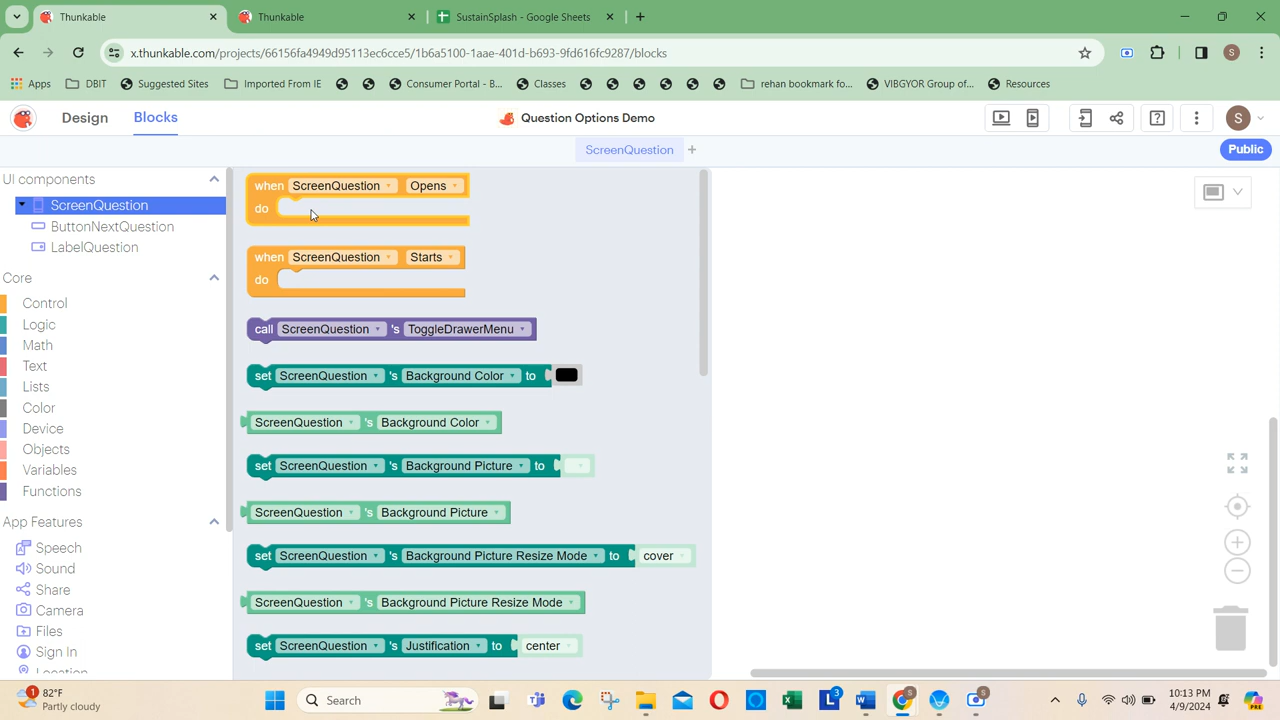 Thunkable
Thunkable
SustainSplash - Google Sheets
x.thunkable.com/projects/66156fa4949d95113ec6cce5/1b6a5100-1aae-401d-b693-9fd616fc9287/blocks
S
Apps
DBIT
Suggested Sites
Imported From IE
Consumer Portal - B...
Classes
rehan bookmark fo...
VIBGYOR Group of...
Resources
Design
Blocks
Question Options Demo
S
ScreenQuestion
Public
UI components
ScreenQuestion
ButtonNextQuestion
LabelQuestion
Core
Control
Logic
Math
Text
Lists
Color
Device
Objects
Variables
Functions
App Features
Speech
Sound
Share
Camera
Files
Sign In
Location
when ScreenQuestion Opens
do
when ScreenQuestion Starts
do
call ScreenQuestion 's ToggleDrawerMenu
set ScreenQuestion 's Background Color to
ScreenQuestion 's Background Color
set ScreenQuestion 's Background Picture to
ScreenQuestion 's Background Picture
set ScreenQuestion 's Background Picture Resize Mode to cover
ScreenQuestion 's Background Picture Resize Mode
set ScreenQuestion 's Justification to center
1
82°F
Partly cloudy
Search
3
10:13 PM
4/9/2024